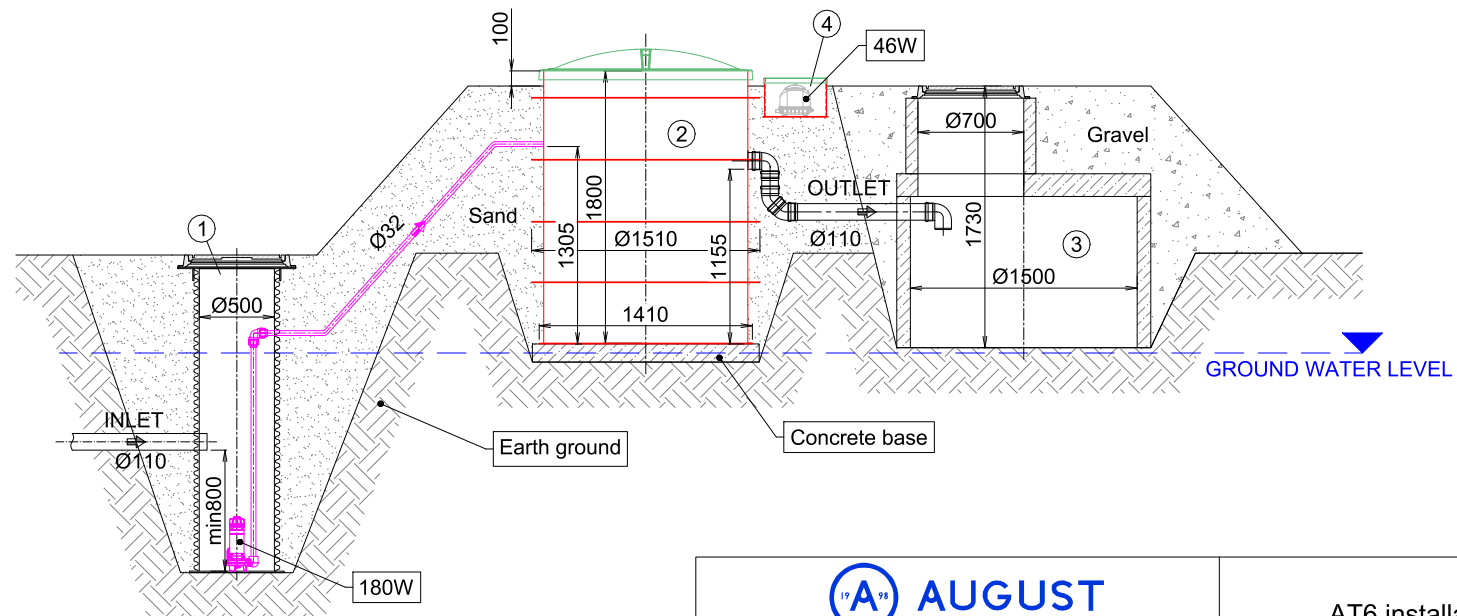 100
4
46W
2
Ø700
Gravel
OUTLET
1800
1730
Sand
Ø32
1305
1155
Ø1510
Ø110
3
1
Ø500
Ø1500
1410
GROUND WATER LEVEL
INLET
Ø110
Earth ground
Concrete base
min800
180W
19 A 98 AUGUST
AT6 installa